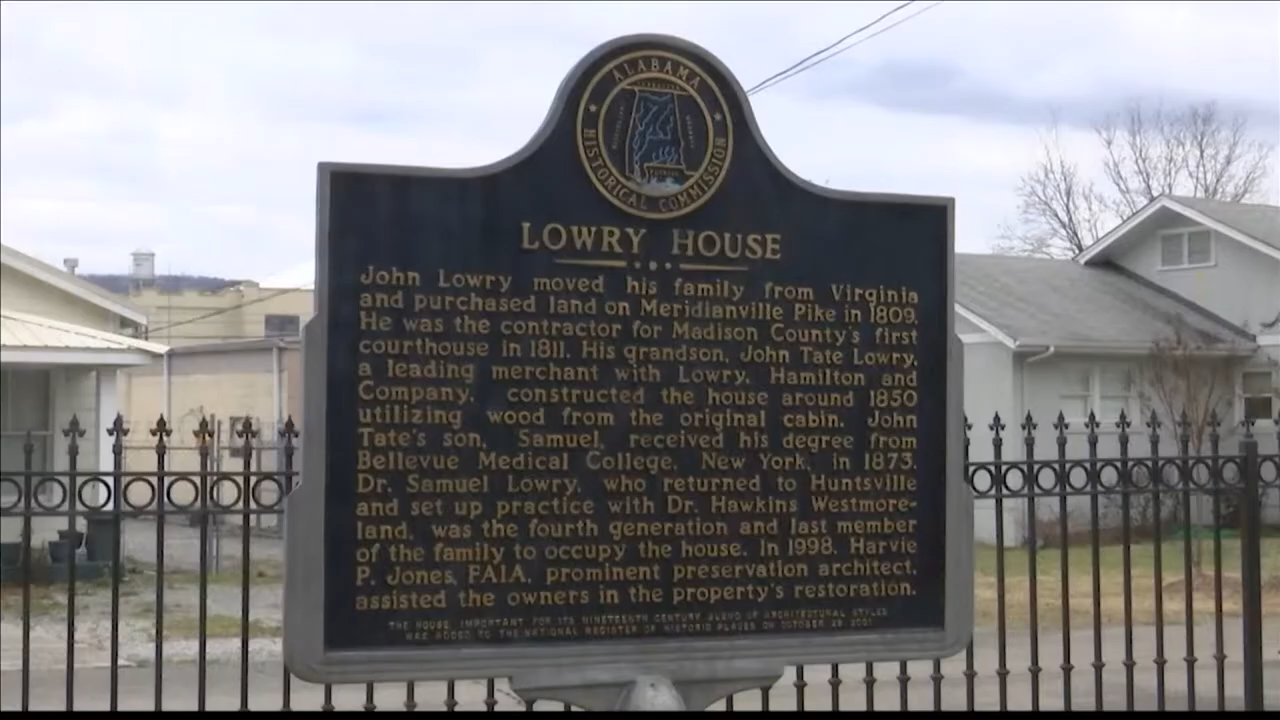 ALABAMA
HISTORICAL COMMISSION
LOWRY HOUSE
John Lowry moved his family from Virginia
and purchased land on Meridianville Pike in 1809.
He was the contractor for Madison County's first
courthouse in 1811. His grandson, John Tate Lowry,
a leading merchant with Lowry, Hamilton and
Company, constructed the house around 1850
utilizing wood from the original cabin. John
Tate's son, Samuel, received his degree from
Bellevue Medical College, New York, in 1873.
Dr. Samuel Lowry, who returned to Huntsville
and set up practice with Dr. Hawkins Westmore-
land, was the fourth generation and last member
of the family to occupy the house. In 1998, Harvie
P. Jones, FAIA, prominent preservation architect,
assisted the owners in the property's restoration.
THE HOUSE, IMPORTANT FOR ITS NINETEENTH CENTURY BLEND OF ARCHITECTURAL STYLES
WAS ADDED TO THE NATIONAL REGISTER OF HISTORIC PLACES ON OCTOBER 29 2001